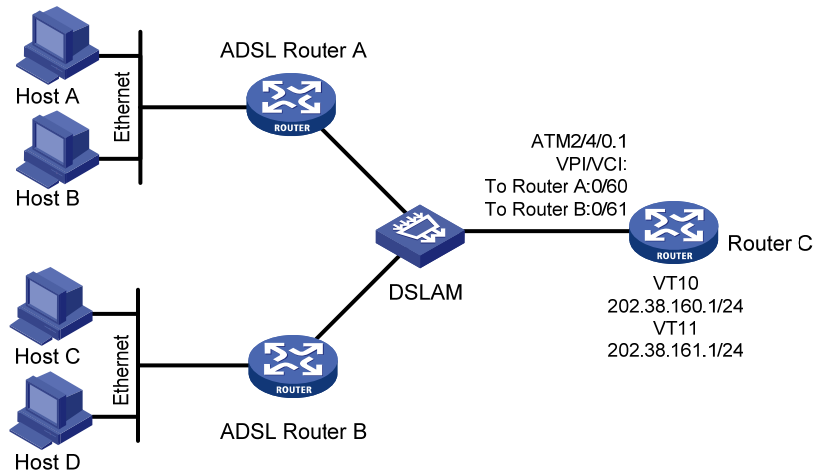 Host A
Host B
Ethernet
ADSL Router A
ROUTER
Host C
Host D
Ethernet
ROUTER
ADSL Router B
DSLAM
ATM2/4/0.1
VPI/VCI:
To Router A:0/60
To Router B:0/61
ROUTER
Router C
VT10
202.38.160.1/24
VT11
202.38.161.1/24